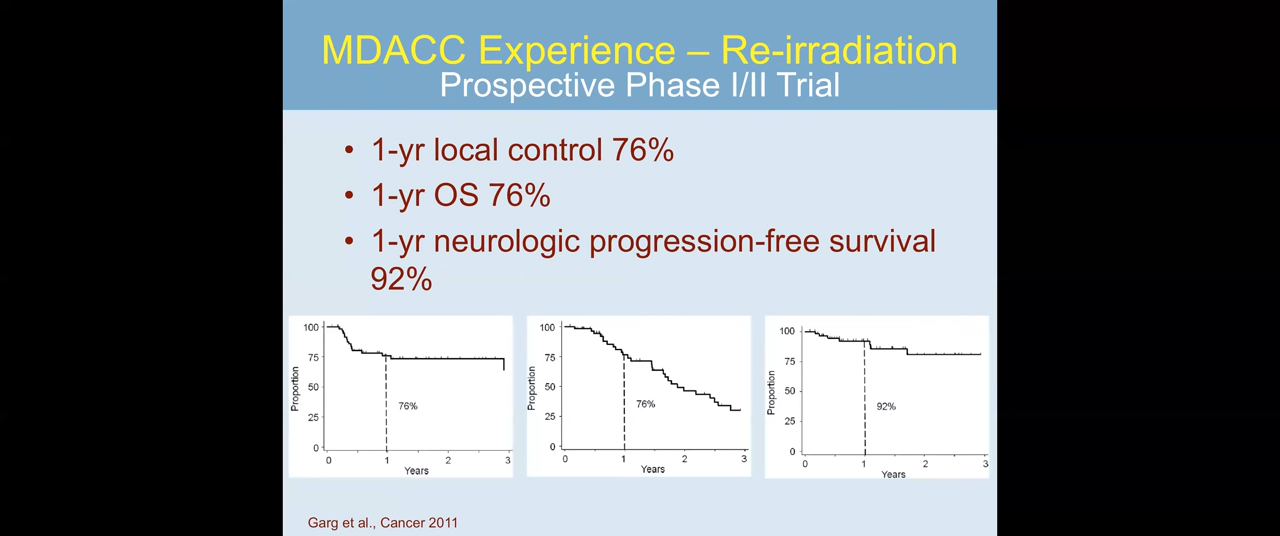 MDACC Experience – Re-irradiation
Prospective Phase I/II Trial
• 1-yr local control 76%
• 1-yr OS 76%
• 1-yr neurologic progression-free survival
92%
100
75
50
25
0
Proportion
76%
0 1 2 3
Years
100
75
50
25
0
Proportion
76%
0 1 2 3
Years
100
75
50
25
0
Proportion
92%
0 1 2 3
Years
Garg et al., Cancer 2011